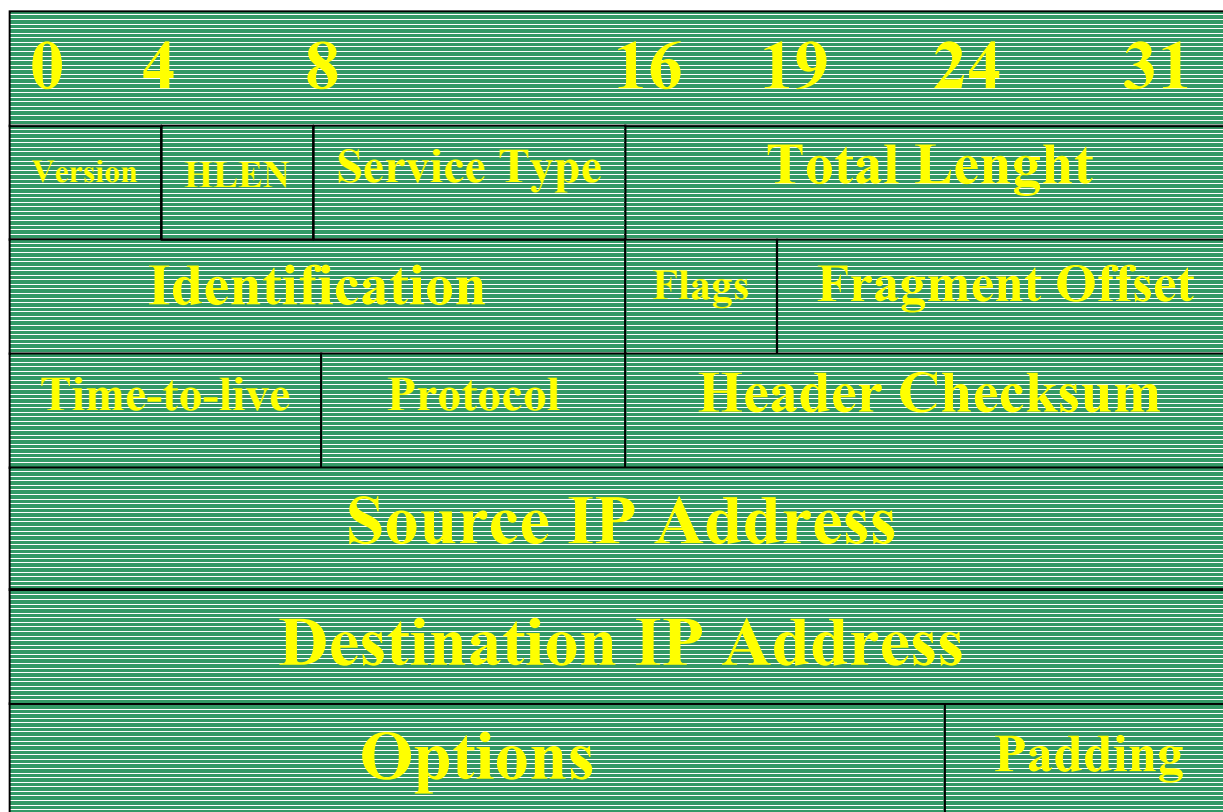 0 4 8 16 19 24 31
Version HLEN Service Type Total Lenght
Identification Flags Fragment Offset
Time-to-live Protocol Header Checksum
Source IP Address
Destination IP Address
Options Padding